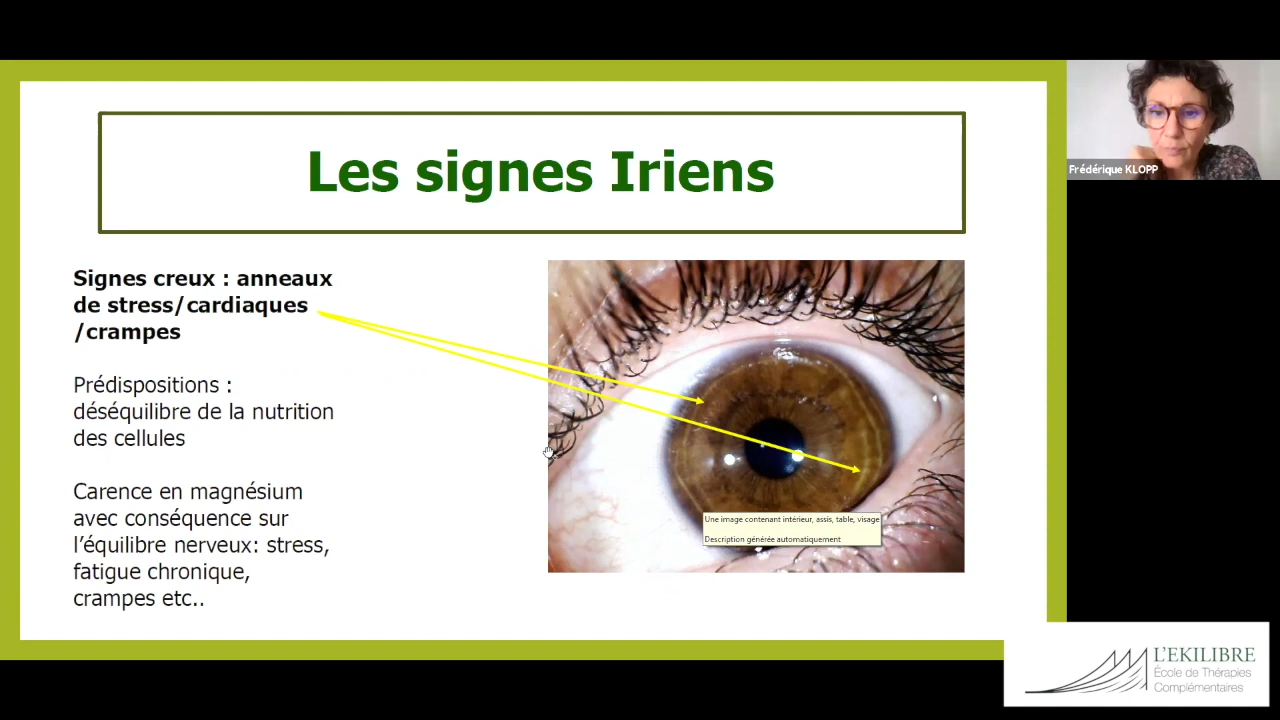 Les signes Iriens
Signes creux : anneaux
de stress/cardiaques
/crampes
Prédispositions :
déséquilibre de la nutrition
des cellules
Carence en magnésium
avec conséquence sur
l’équilibre nerveux: stress,
fatigue chronique,
crampes etc..
Une image contenant intérieur, assis, table, visage
Description générée automatiquement
Frédérique KLOPP
L'EKILIBRE
École de Thérapies
Complémentaires